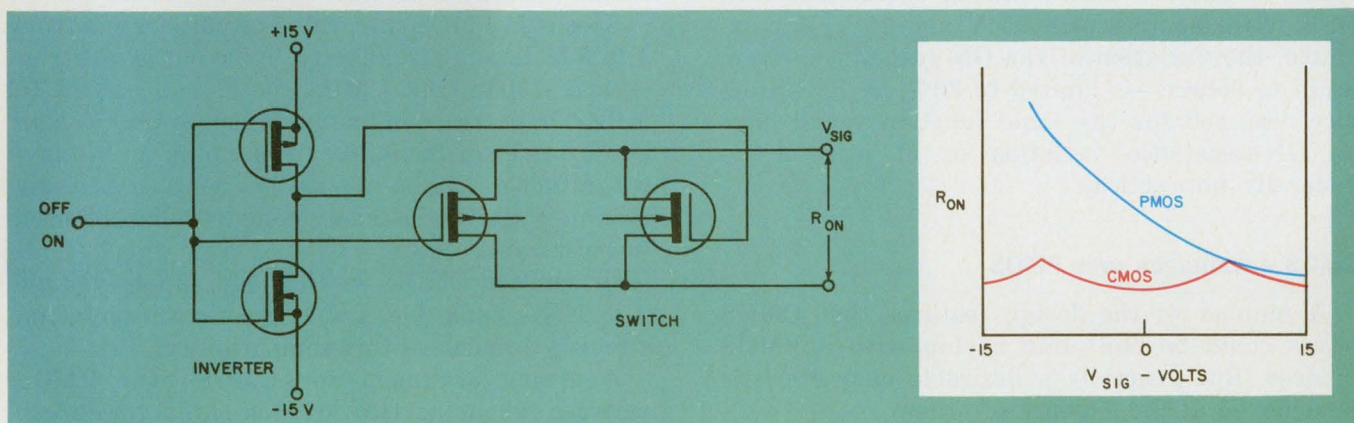 +15 V
OFF
ON
INVERTER
-15 V
SWITCH
V SIG
R ON
R ON
PMOS
CMOS
-15
0
15
V SIG - VOLTS